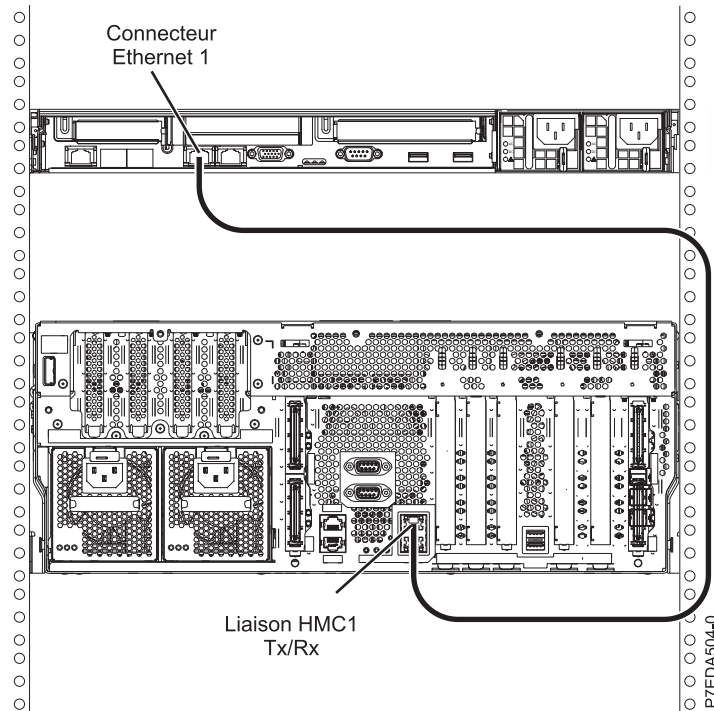 Connecteur
Ethernet 1
Liaison HMC1
Tx/Rx
P7EDA504-0